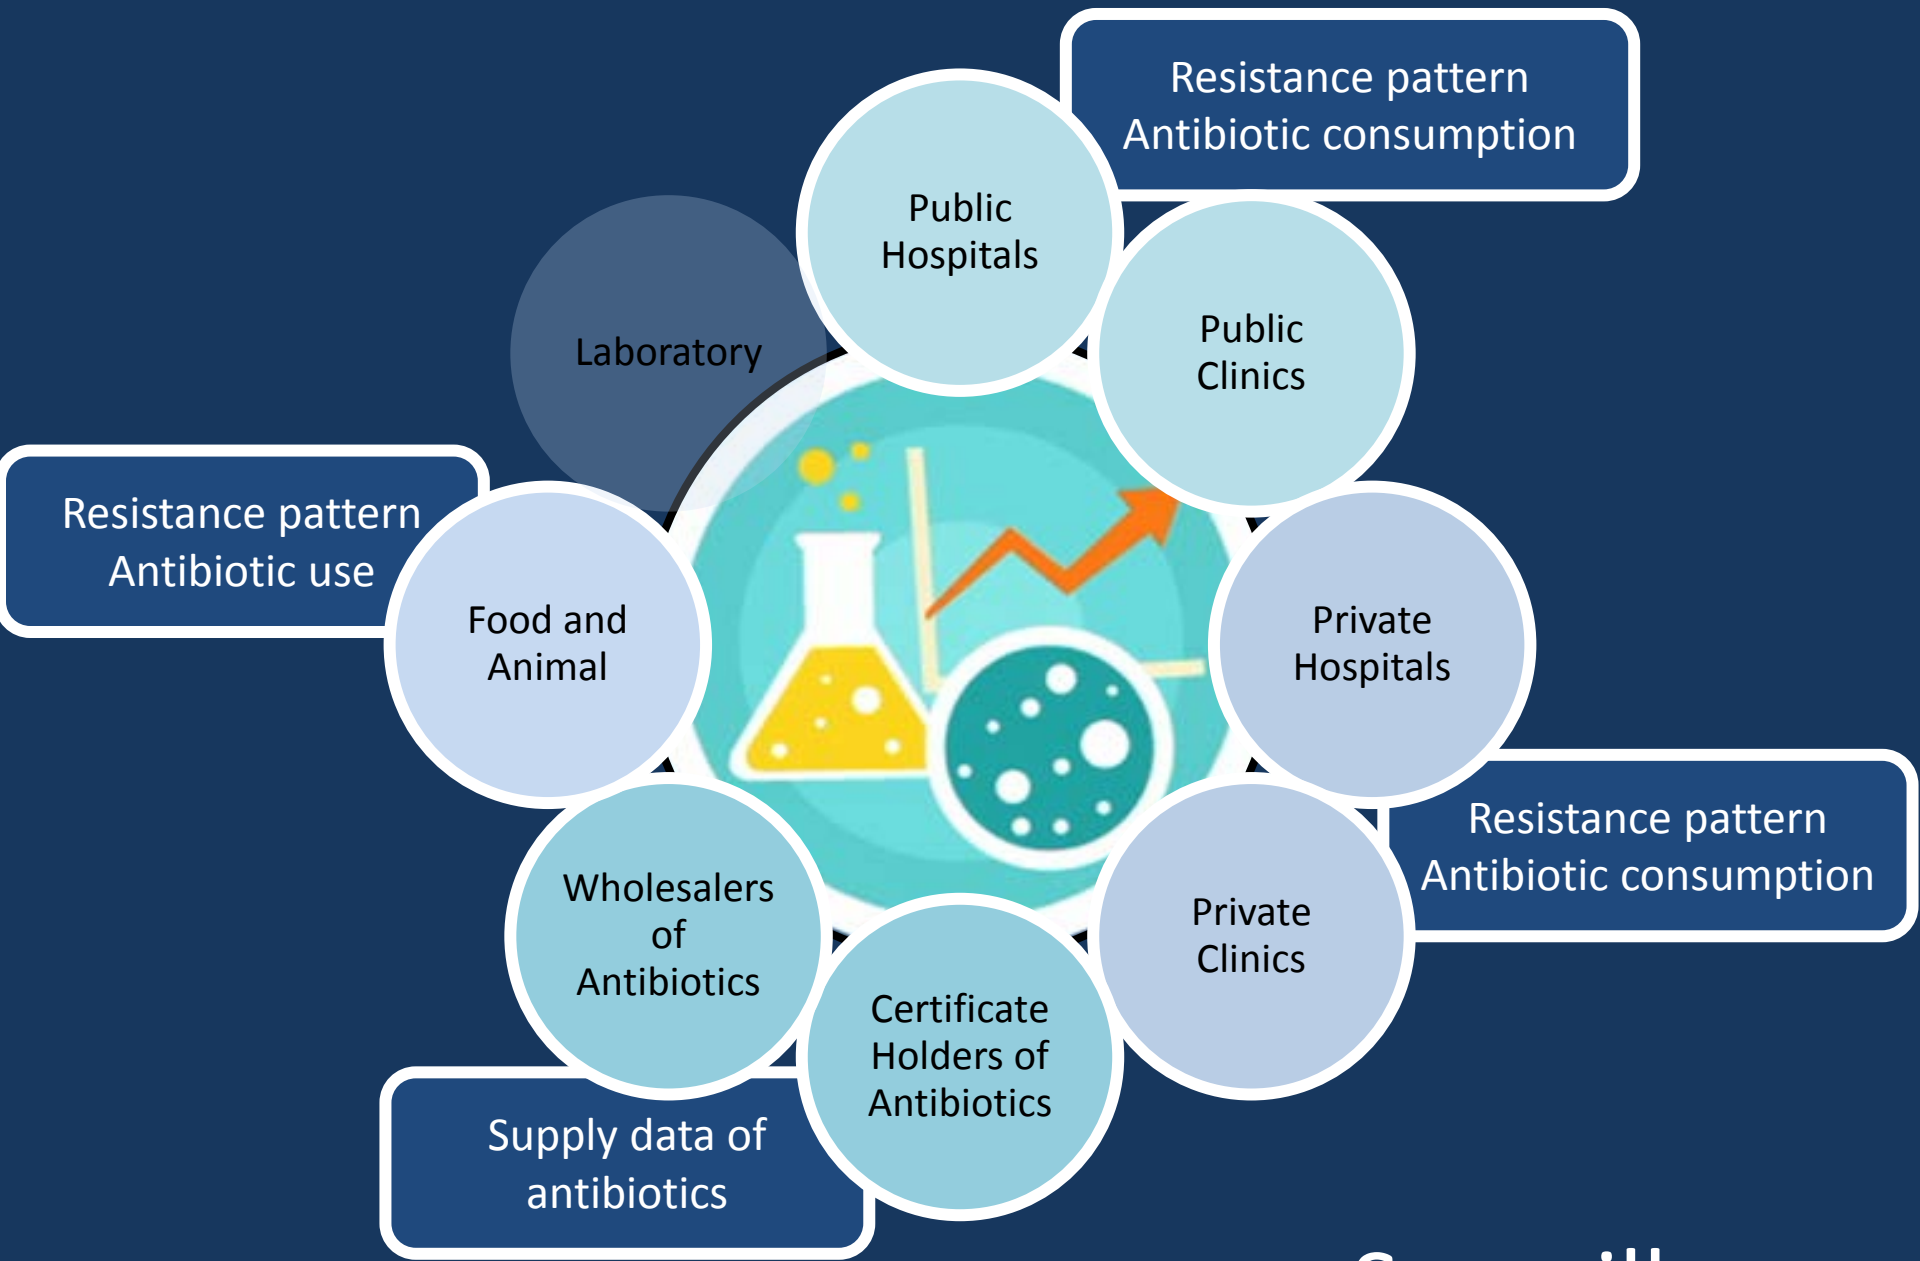 Resistance pattern
Antibiotic consumption
Public
Hospitals
Public
Clinics
Laboratory
Resistance pattern
Antibiotic use
Food and
Animal
Private
Hospitals
Resistance pattern
Antibiotic consumption
Wholesalers
of
Antibiotics
Private
Clinics
Certificate
Holders of
Antibiotics
Supply data of
antibiotics